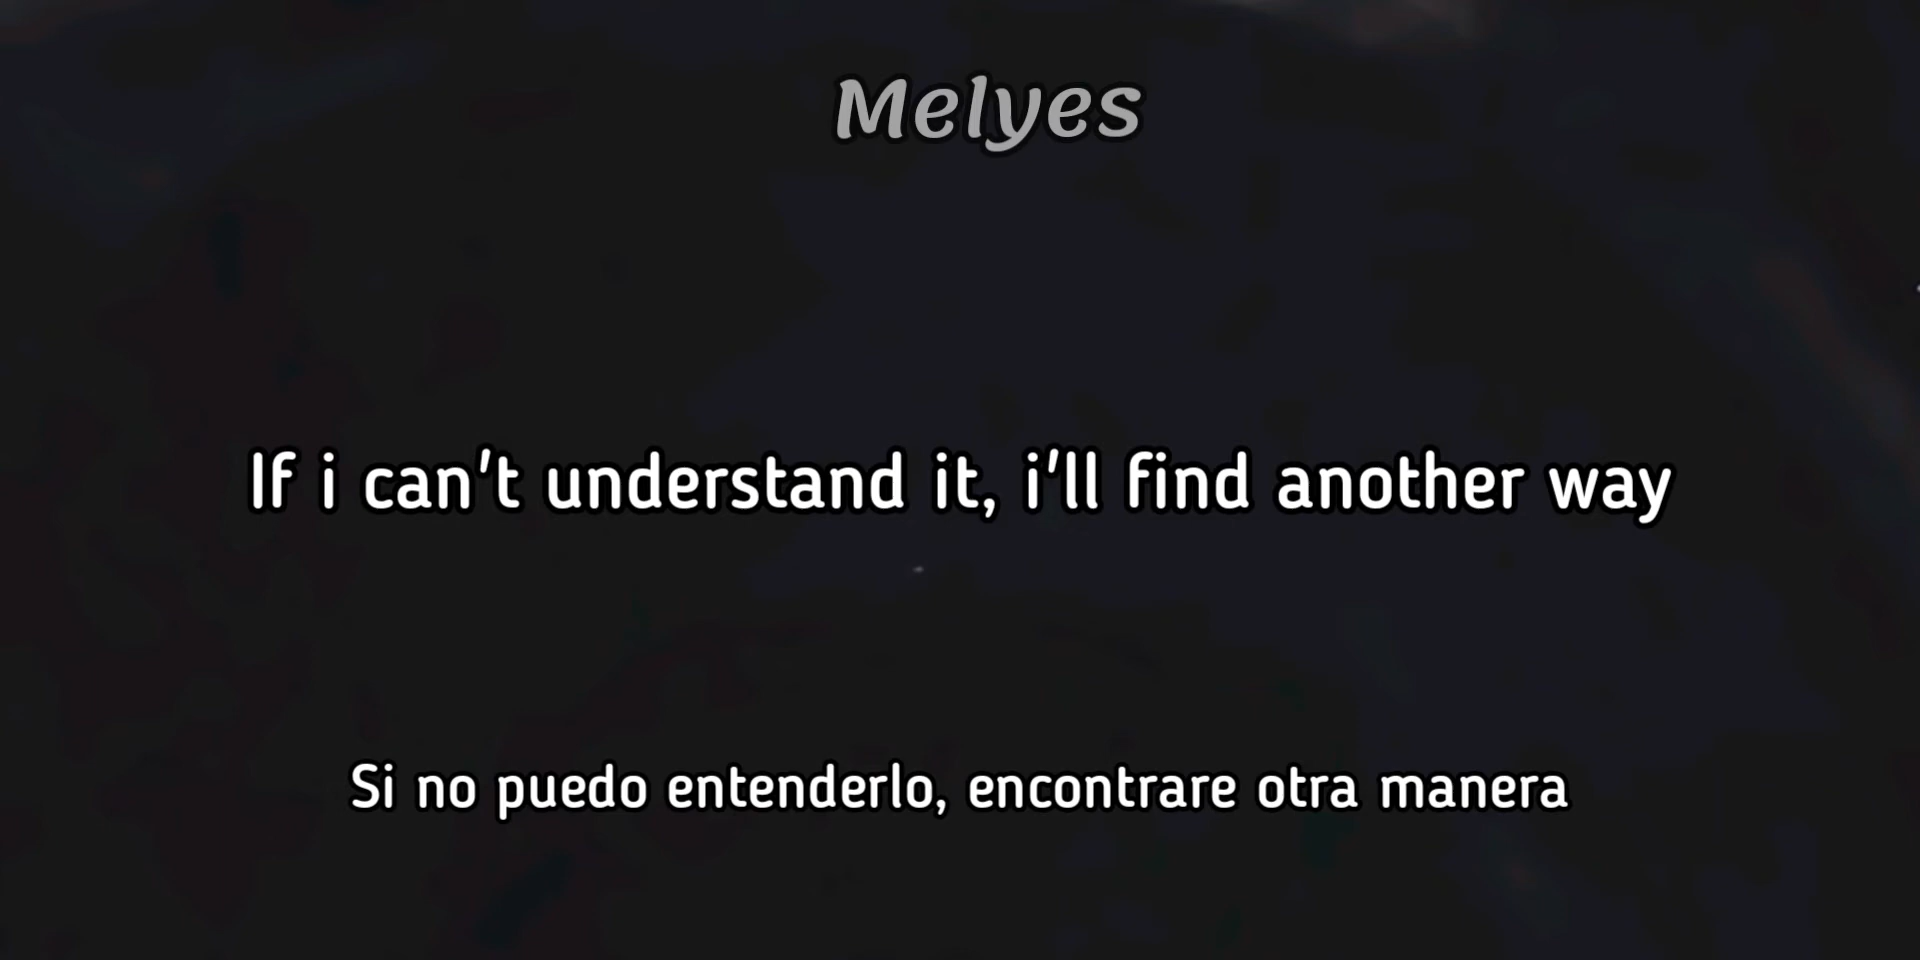 Melyes
If i can't understand it, i'll find another way
Si no puedo entenderlo, encontrare otra manera